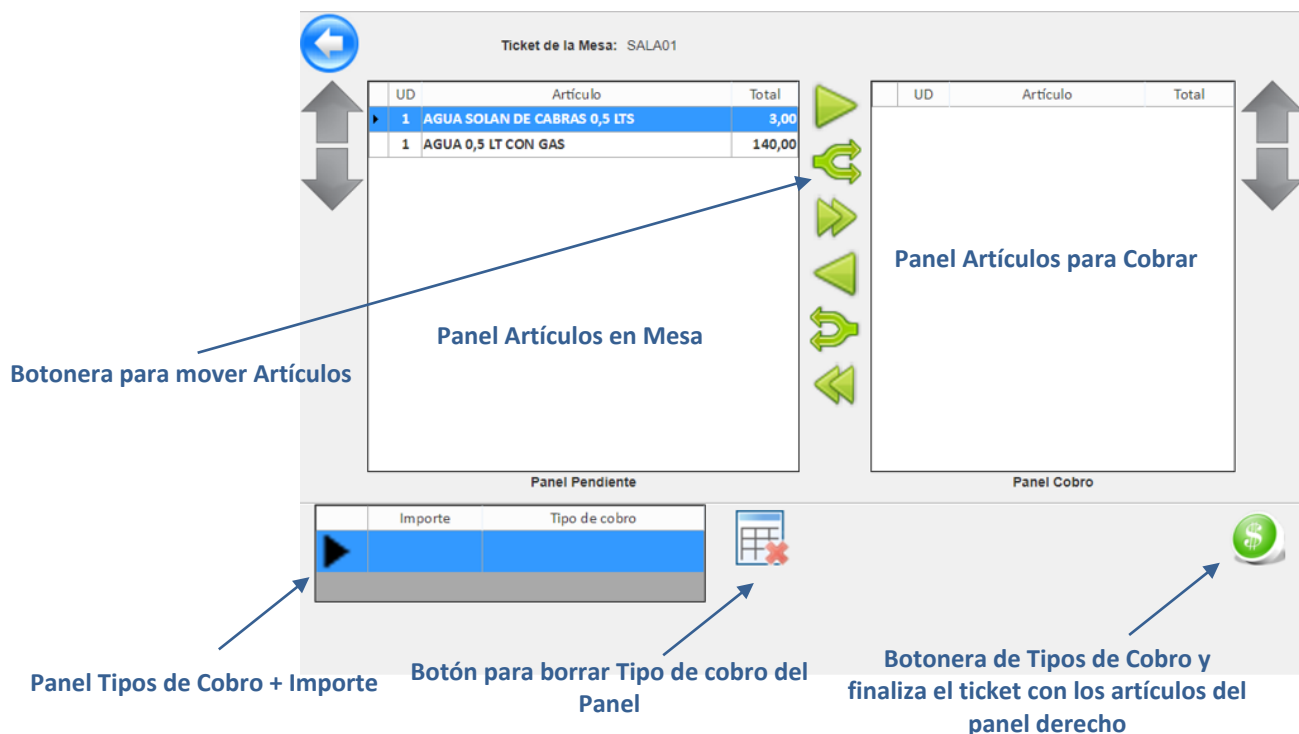 Ticket de la Mesa: SALA01
UD Artículo Total
1 AGUA SOLAN DE CABRAS 0,5 LTS 3,00
1 AGUA 0,5 LT CON GAS 140,00
UD Artículo Total
Panel Artículos para Cobrar
Panel Artículos en Mesa
Botonera para mover Artículos
Panel Pendiente
Panel Cobro
Importe Tipo de cobro
$
Panel Tipos de Cobro + Importe
Botón para borrar Tipo de cobro del
Panel
Botonera de Tipos de Cobro y
finaliza el ticket con los artículos del
panel derecho